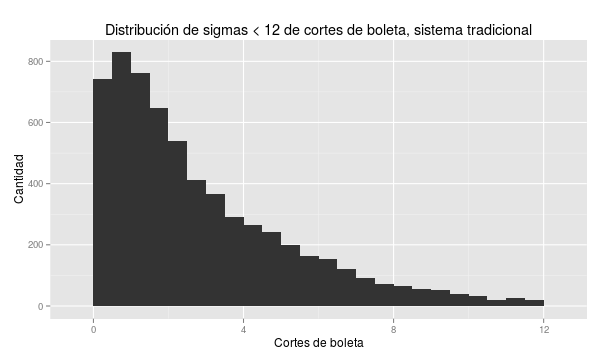 Distribución de sigmas < 12 de cortes de boleta, sistema tradicional
Cantidad
800
600
400
200
0
0 4 8 12
Cortes de boleta